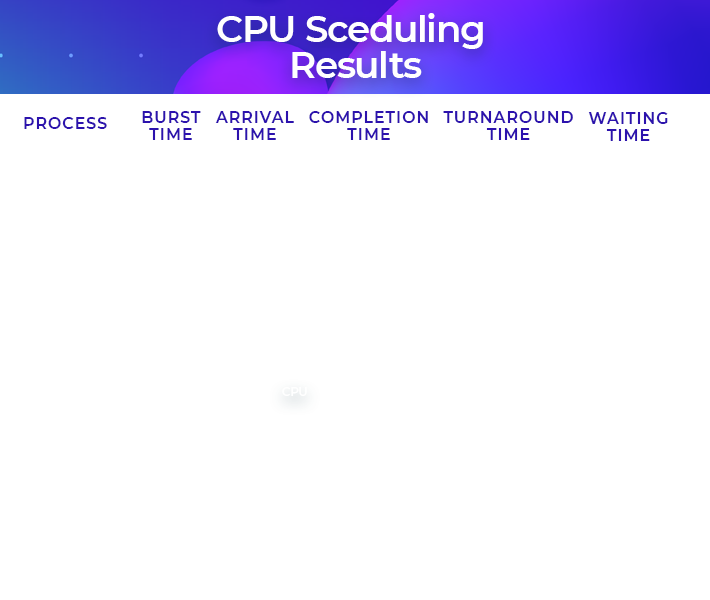 CPU Sceduling
Results
PROCESS
BURST
TIME
ARRIVAL
TIME
COMPLETION
TIME
TURNAROUND
TIME
WAITING
TIME
CPU